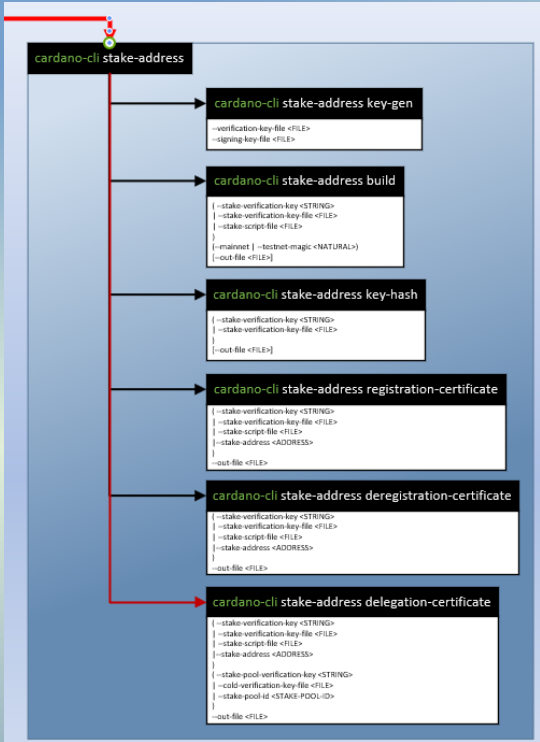 cardano-cli stake-address
cardano-cli stake-address key-gen
--verification-key-file <FILE>
--signing-key-file <FILE>
cardano-cli stake-address build
( --stake-verification-key <STRING>
| --stake-verification-key-file <FILE>
| --stake-script-file <FILE>
)
(--mainnet | --testnet-magic <NATURAL>)
[--out-file <FILE>]
cardano-cli stake-address key-hash
( --stake-verification-key <STRING>
| --stake-verification-key-file <FILE>
)
[--out-file <FILE>]
cardano-cli stake-address registration-certificate
( --stake-verification-key <STRING>
| --stake-verification-key-file <FILE>
| --stake-script-file <FILE>
|--stake-address <ADDRESS>
)
--out-file <FILE>
cardano-cli stake-address deregistration-certificate
( --stake-verification-key <STRING>
| --stake-verification-key-file <FILE>
| --stake-script-file <FILE>
|--stake-address <ADDRESS>
)
--out-file <FILE>
cardano-cli stake-address delegation-certificate
( --stake-verification-key <STRING>
| --stake-verification-key-file <FILE>
| --stake-script-file <FILE>
|--stake-address <ADDRESS>
)
( --stake-pool-verification-key <STRING>
| --cold-verification-key-file <FILE>
| --stake-pool-id <STAKE-POOL-ID>
)
--out-file <FILE>